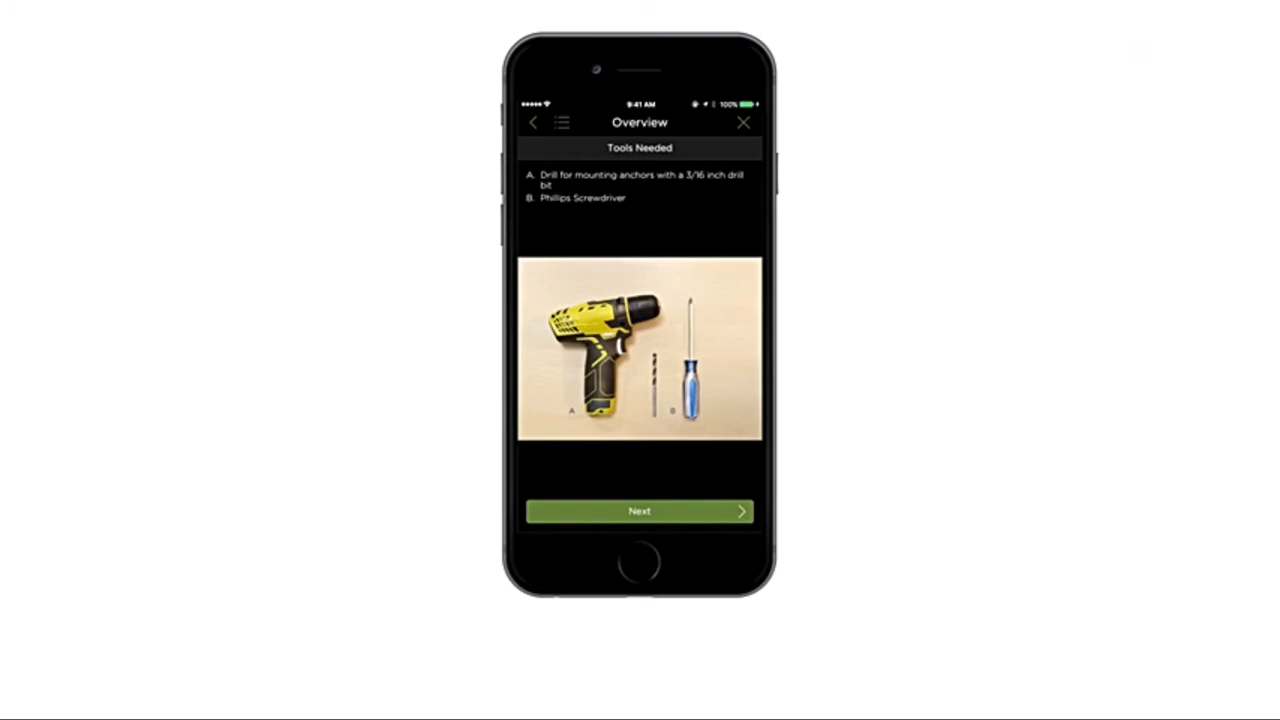 9:41 AM
100%
Overview
Tools Needed
A. Drill for mounting anchors with a 3/16 inch drill
bit
B. Phillips Screwdriver
A
B
Next